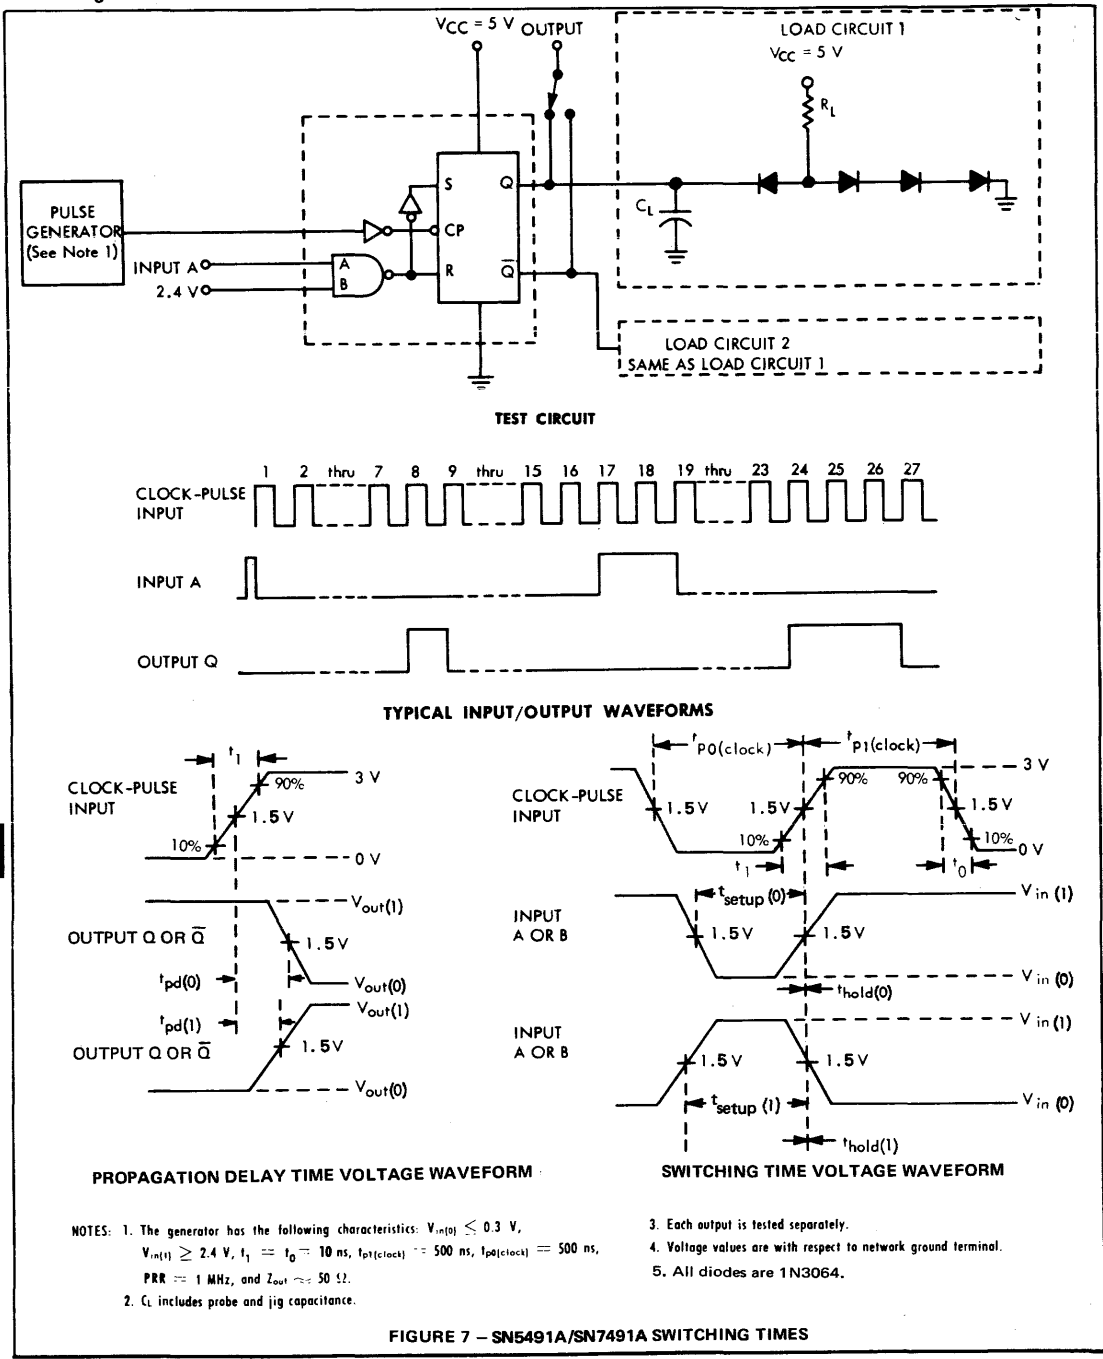 VCC = 5 V OUTPUT
LOAD CIRCUIT 1
VCC = 5 V
RL
PULSE
GENERATOR
(See Note 1)
S Q
CP
R Q̅
CL
INPUT A
2.4 V
A
B
LOAD CIRCUIT 2
SAME AS LOAD CIRCUIT 1
TEST CIRCUIT
1 2 thru 7 8 9 thru 15 16 17 18 19 thru 23 24 25 26 27
CLOCK-PULSE
INPUT
INPUT A
OUTPUT Q
TYPICAL INPUT/OUTPUT WAVEFORMS
t1
CLOCK-PULSE
INPUT
3 V
90%
1.5 V
10%
0 V
Vout(1)
OUTPUT Q OR Q̅
1.5 V
tpd(0)
Vout(0)
Vout(1)
tpd(1)
OUTPUT Q OR Q̅
1.5V
Vout(0)
PROPAGATION DELAY TIME VOLTAGE WAVEFORM
tP0(clock) tp1(clock)
CLOCK-PULSE
INPUT
3 V
90% 90%
1.5V 1.5V 1.5V
10% 10%
0 V
t1 t0
tsetup(0)
Vin (1)
INPUT
A OR B
1.5V 1.5V
Vin (0)
thold(0)
Vin (1)
INPUT
A OR B
1.5V 1.5V
tsetup (1)
Vin (0)
thold(1)
SWITCHING TIME VOLTAGE WAVEFORM
NOTES: 1. The generator has the following characteristics: Vin(0) ≤ 0.3 V,
Vin(1) ≥ 2.4 V, t1 = t0 = 10 ns, tp1(clock) = 500 ns, tp0(clock) = 500 ns,
PRR = 1 MHz, and Zout ≈ 50 Ω.
2. CL includes probe and jig capacitance.
3. Each output is tested separately.
4. Voltage values are with respect to network ground terminal.
5. All diodes are 1N3064.
FIGURE 7 – SN5491A/SN7491A SWITCHING TIMES